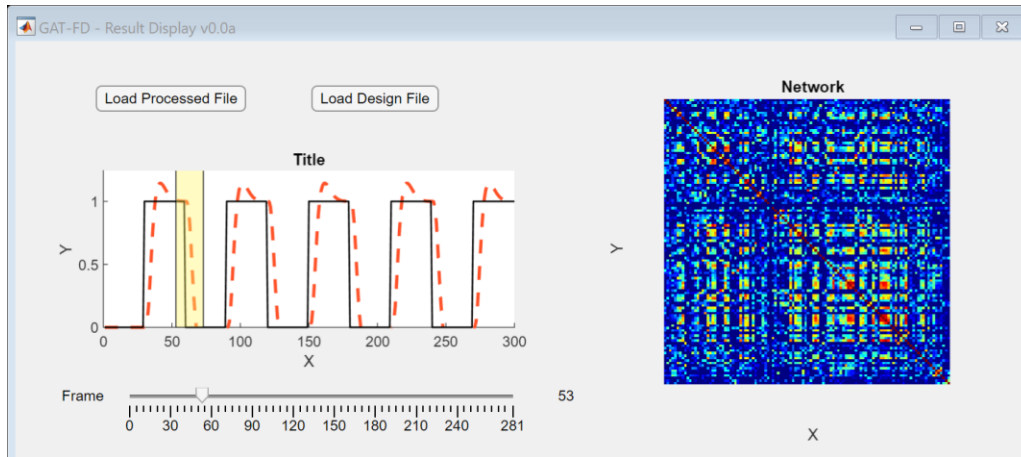 GAT-FD - Result Display v0.0a
Load Processed File
Load Design File
Network
Title
1
0.5
0
Y
0 50 100 150 200 250 300
X
Y
Frame
53
0 30 60 90 120 150 180 210 240 281
X